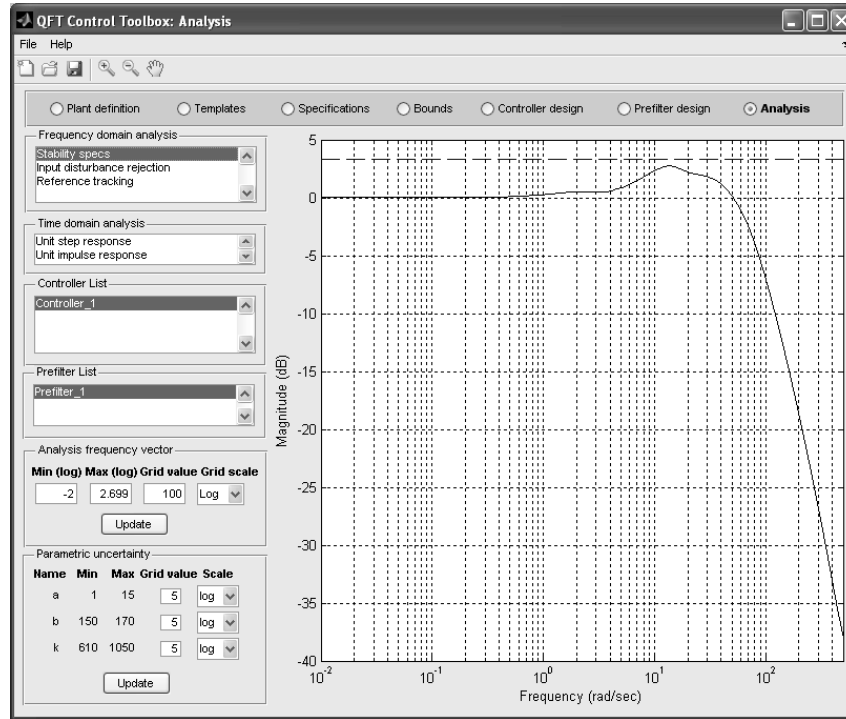 QFT Control Toolbox: Analysis
File Help
Plant definition Templates Specifications Bounds Controller design Prefilter design Analysis
Frequency domain analysis
Stability specs
Input disturbance rejection
Reference tracking
Time domain analysis
Unit step response
Unit impulse response
Controller List
Controller_1
Prefilter List
Prefilter_1
Analysis frequency vector
Min (log) Max (log) Grid value Grid scale
-2 2.699 100 Log
Update
Parametric uncertainty
Name Min Max Grid value Scale
a 1 15 5 log
b 150 170 5 log
k 610 1050 5 log
Update
Magnitude (dB)
5
0
-5
-10
-15
-20
-25
-30
-35
-40
10^-2 10^-1 10^0 10^1 10^2
Frequency (rad/sec)